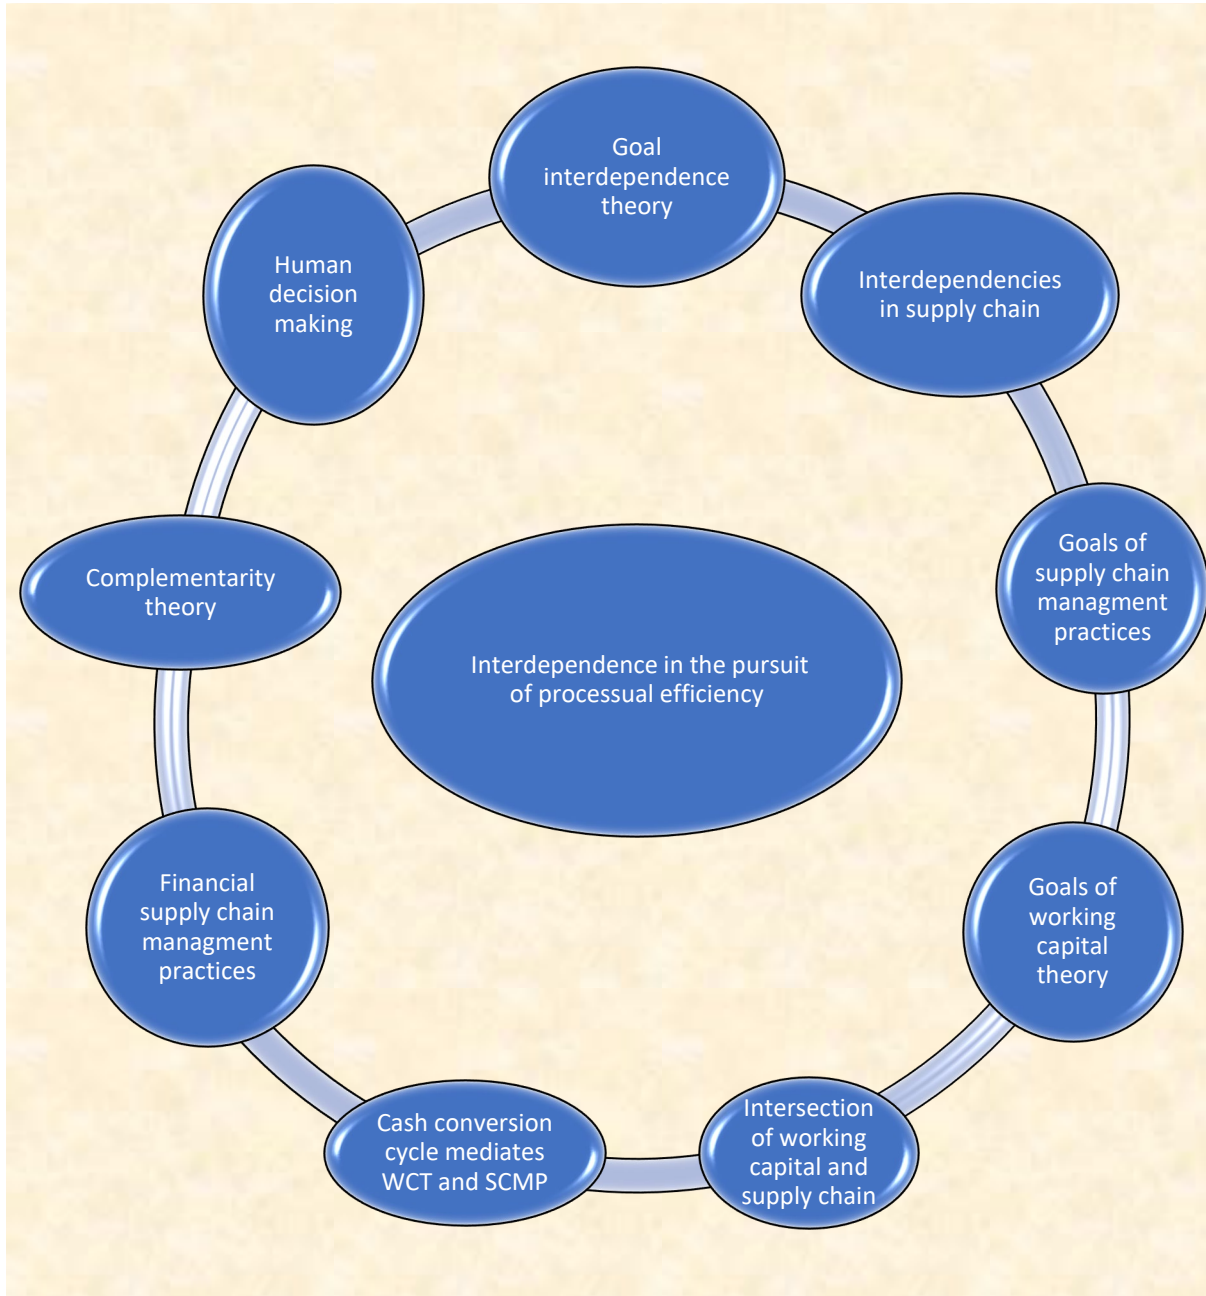 Goal
interdependence
theory
Interdependencies
in supply chain
Goals of
supply chain
managment
practices
Goals of
working
capital
theory
Intersection
of working
capital and
supply chain
Cash conversion
cycle mediates
WCT and SCMP
Financial
supply chain
managment
practices
Complementarity
theory
Human
decision
making
Interdependence in the pursuit
of processual efficiency